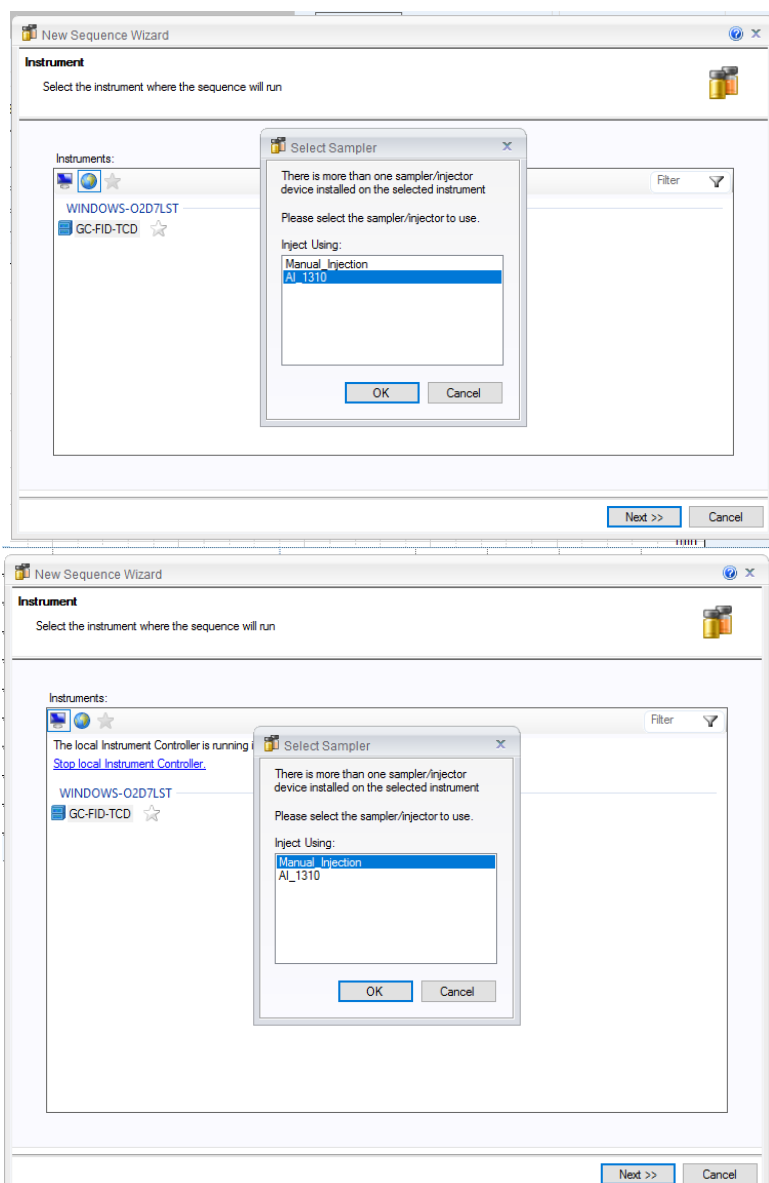 New Sequence Wizard
Instrument
Select the instrument where the sequence will run
Instruments:
Filter
WINDOWS-O2D7LST
GC-FID-TCD
Select Sampler
There is more than one sampler/injector
device installed on the selected instrument
Please select the sampler/injector to use.
Inject Using:
Manual_Injection
AI_1310
OK
Cancel
Next >>
Cancel
New Sequence Wizard
Instrument
Select the instrument where the sequence will run
Instruments:
Filter
The local Instrument Controller is running
Stop local Instrument Controller.
WINDOWS-O2D7LST
GC-FID-TCD
Select Sampler
There is more than one sampler/injector
device installed on the selected instrument
Please select the sampler/injector to use.
Inject Using:
Manual_Injection
AI_1310
OK
Cancel
Next >>
Cancel